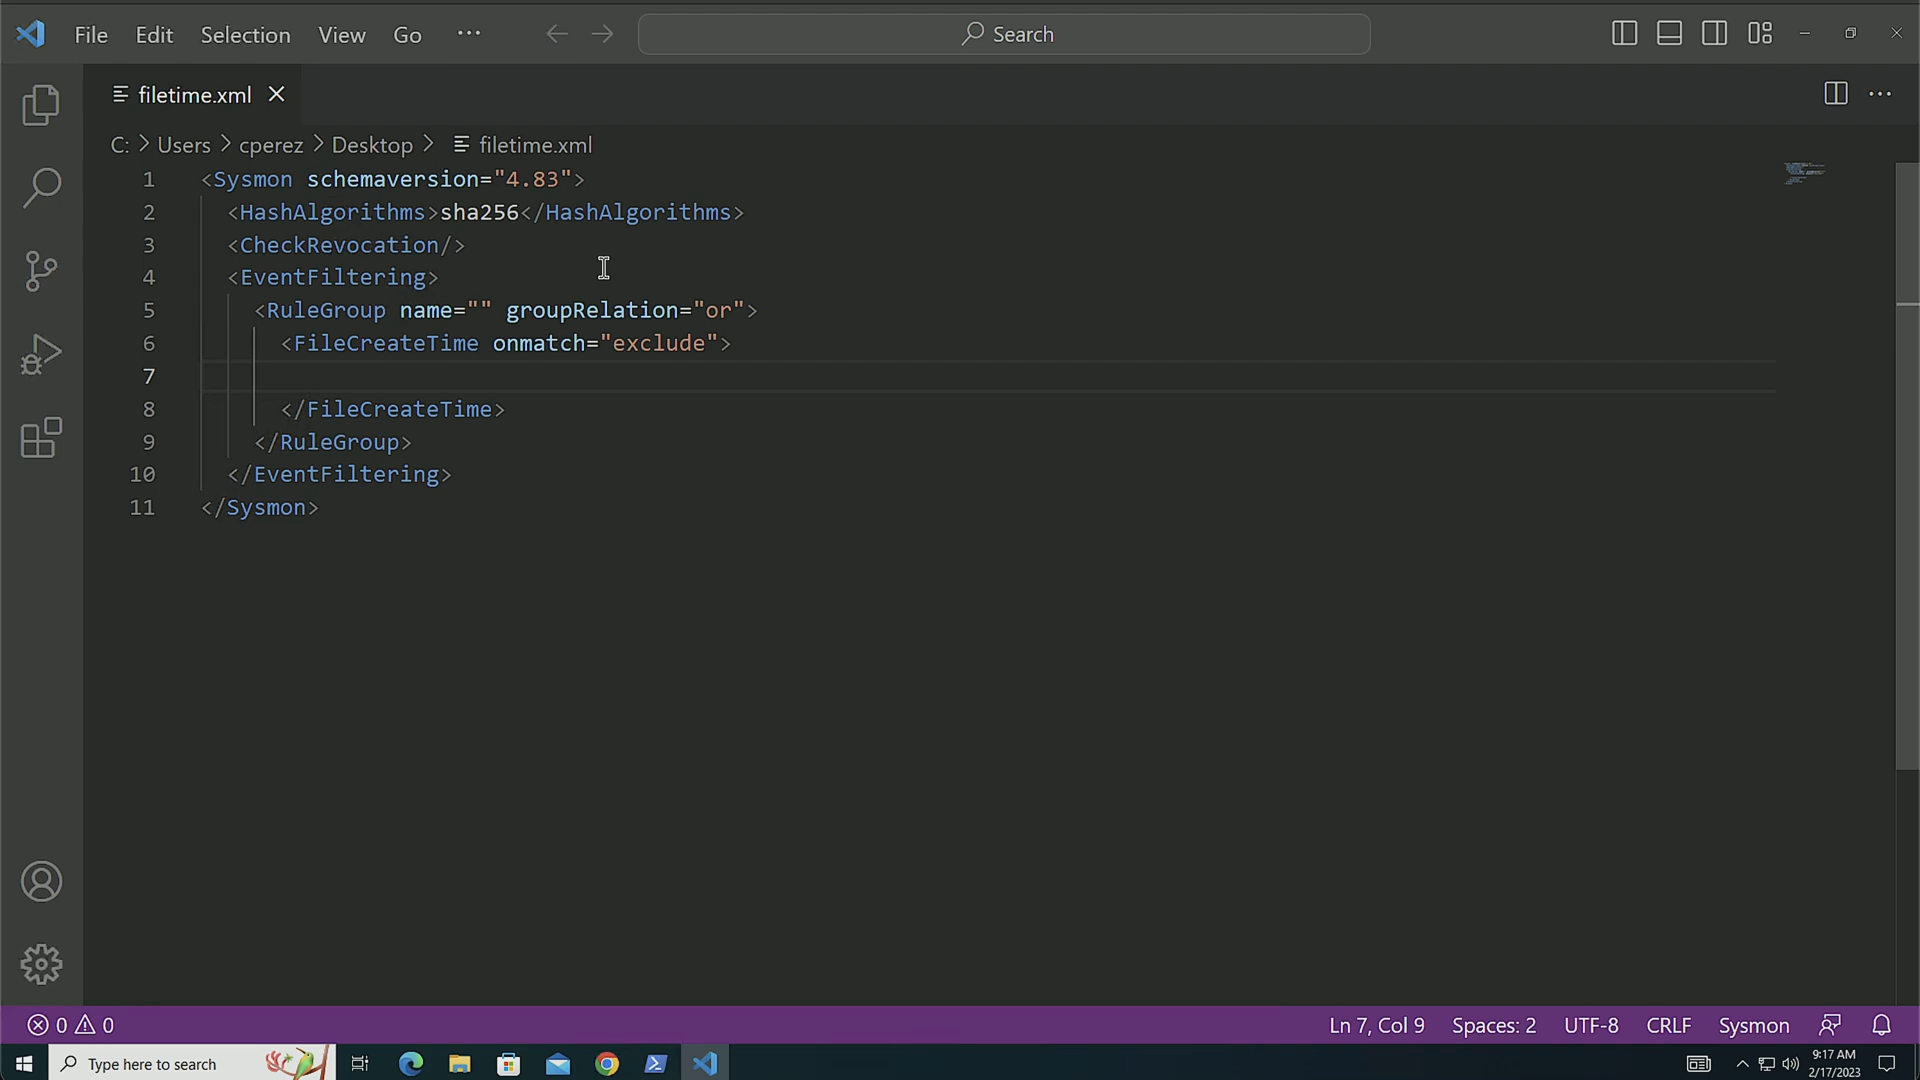 File Edit Selection View Go ··· Search
filetime.xml
C: > Users > cperez > Desktop > filetime.xml
1 <Sysmon schemaversion="4.83">
2 <HashAlgorithms>sha256</HashAlgorithms>
3 <CheckRevocation/>
4 <EventFiltering>
5 <RuleGroup name="" groupRelation="or">
6 <FileCreateTime onmatch="exclude">
7
8 </FileCreateTime>
9 </RuleGroup>
10 </EventFiltering>
11 </Sysmon>
0 0 Ln 7, Col 9 Spaces: 2 UTF-8 CRLF Sysmon
Type here to search
9:17 AM
2/17/2023